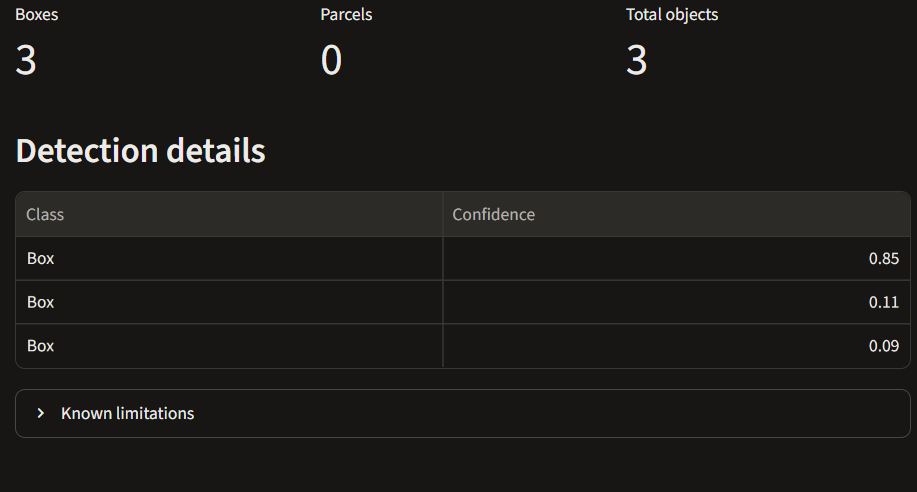 Boxes Parcels Total objects
3 0 3
Detection details
Class Confidence
Box 0.85
Box 0.11
Box 0.09
Known limitations